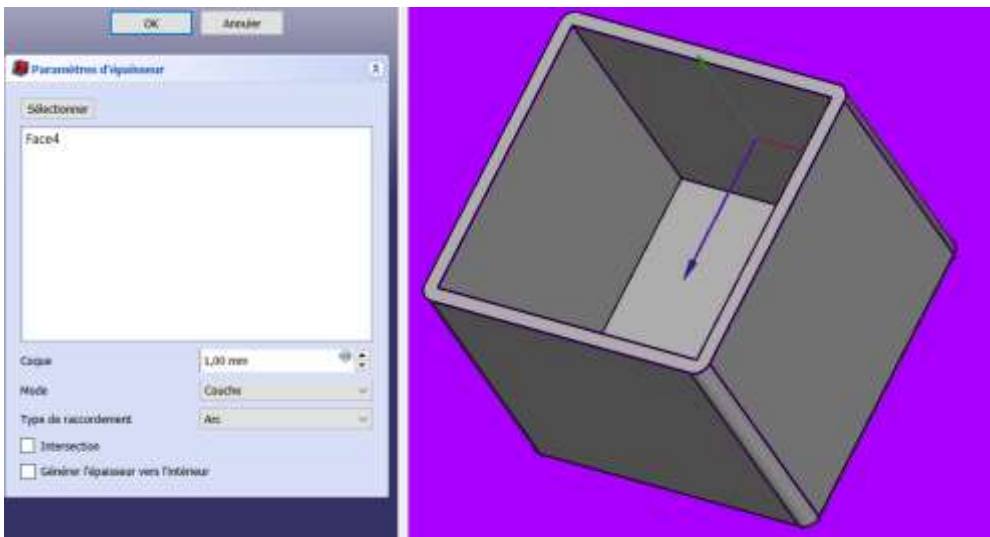 OK
Annuler
Paramètres d'épaisseur
Sélectionner
Face4
Coque
1,00 mm
Mode
Couche
Type de raccordement
Arc
Intersection
Générer l'épaisseur vers l'intérieur